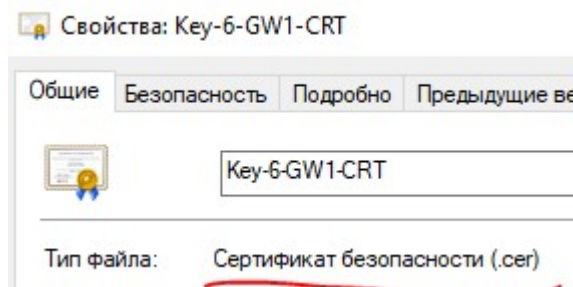 Свойства: Key-6-GW1-CRT
Общие Безопасность Подробно Предыдущие ве
Key-6-GW1-CRT
Тип файла: Сертификат безопасности (.cer)